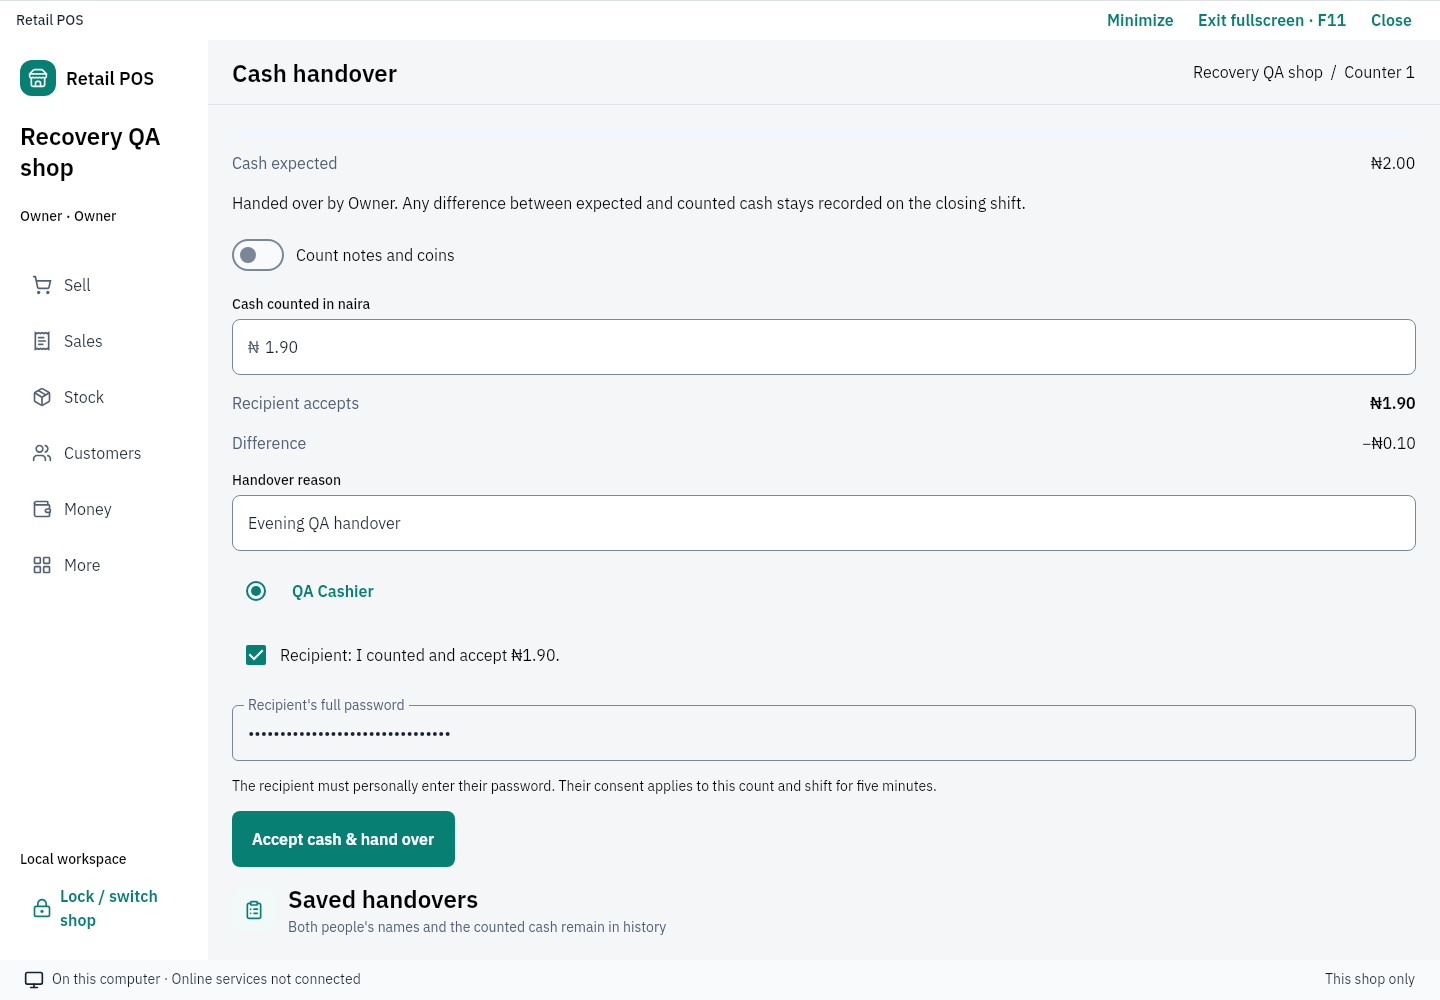 Retail POS
Minimize
Exit fullscreen · F11
Close
Retail POS
Recovery QA
shop
Owner · Owner
Sell
Sales
Stock
Customers
Money
More
Local workspace
Lock / switch
shop
Cash handover
Recovery QA shop / Counter 1
Cash expected
₦2.00
Handed over by Owner. Any difference between expected and counted cash stays recorded on the closing shift.
Count notes and coins
Cash counted in naira
₦ 1.90
Recipient accepts
₦1.90
Difference
−₦0.10
Handover reason
Evening QA handover
QA Cashier
Recipient: I counted and accept ₦1.90.
Recipient's full password
••••••••••••••••••••••••••••••••
The recipient must personally enter their password. Their consent applies to this count and shift for five minutes.
Accept cash & hand over
Saved handovers
Both people's names and the counted cash remain in history
On this computer · Online services not connected
This shop only